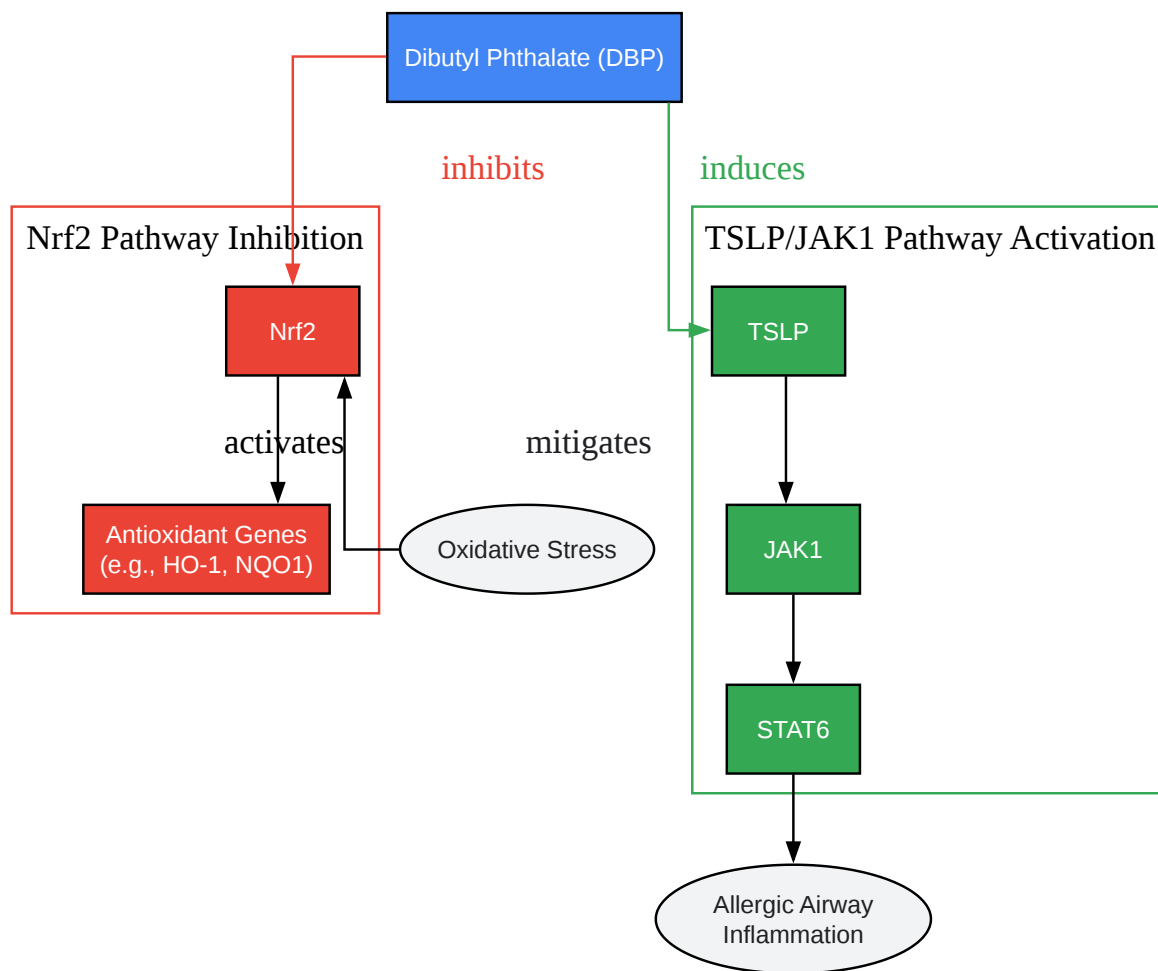 Dibutyl Phthalate (DBP)
inhibits
induces
Nrf2 Pathway Inhibition
TSLP/JAK1 Pathway Activation
Nrf2
TSLP
activates
mitigates
Antioxidant Genes
(e.g., HO-1, NQO1)
Oxidative Stress
JAK1
STAT6
Allergic Airway
Inflammation